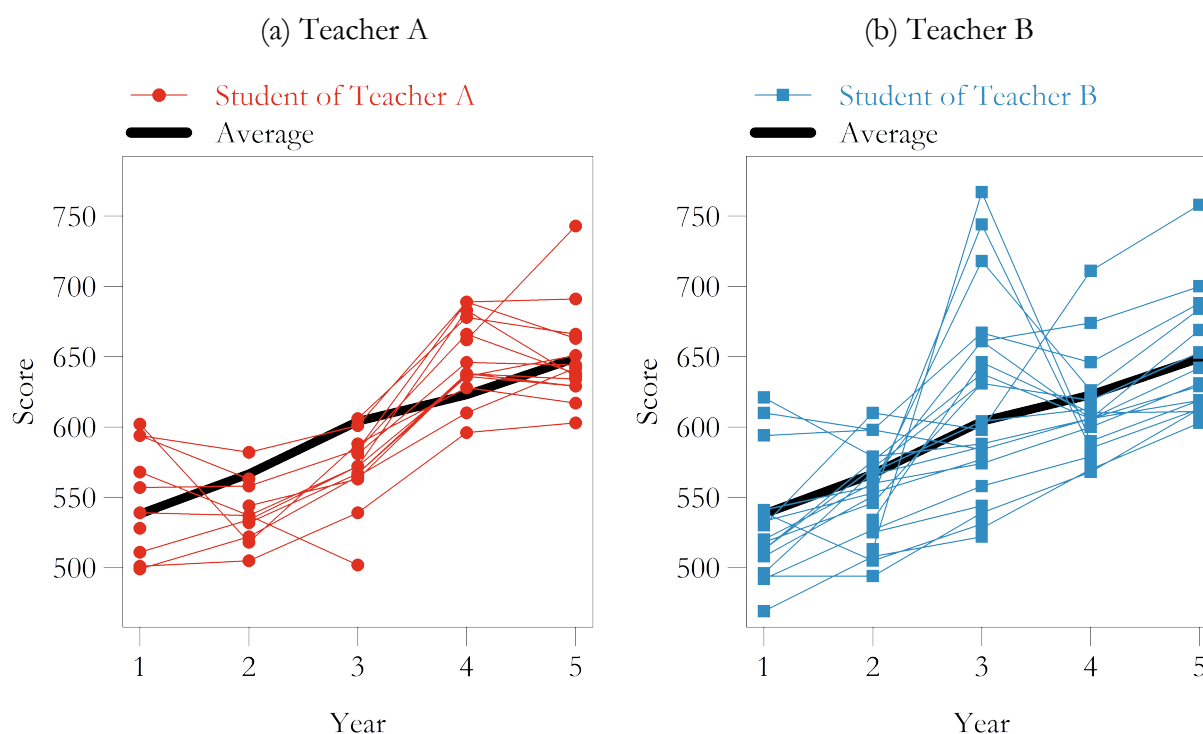 (a) Teacher A
Student of Teacher A
Average
750
700
650
600
550
500
Score
1 2 3 4 5
Year
(b) Teacher B
Student of Teacher B
Average
750
700
650
600
550
500
Score
1 2 3 4 5
Year